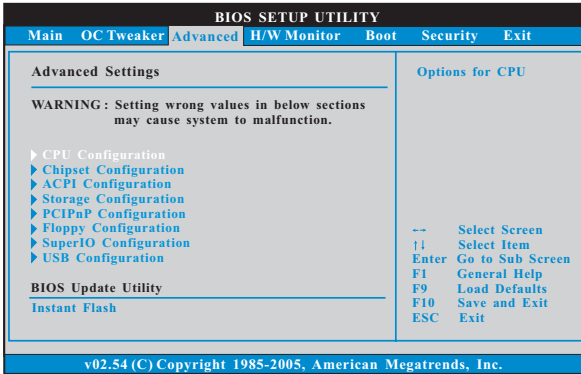 BIOS SETUP UTILITY
Main OC Tweaker Advanced H/W Monitor Boot Security Exit
Advanced Settings
WARNING : Setting wrong values in below sections
may cause system to malfunction.
CPU Configuration
Chipset Configuration
ACPI Configuration
Storage Configuration
PCIPnP Configuration
Floppy Configuration
SuperIO Configuration
USB Configuration
BIOS Update Utility
Instant Flash
Options for CPU
←→ Select Screen
↑↓ Select Item
Enter Go to Sub Screen
F1 General Help
F9 Load Defaults
F10 Save and Exit
ESC Exit
v02.54 (C) Copyright 1985-2005, American Megatrends, Inc.